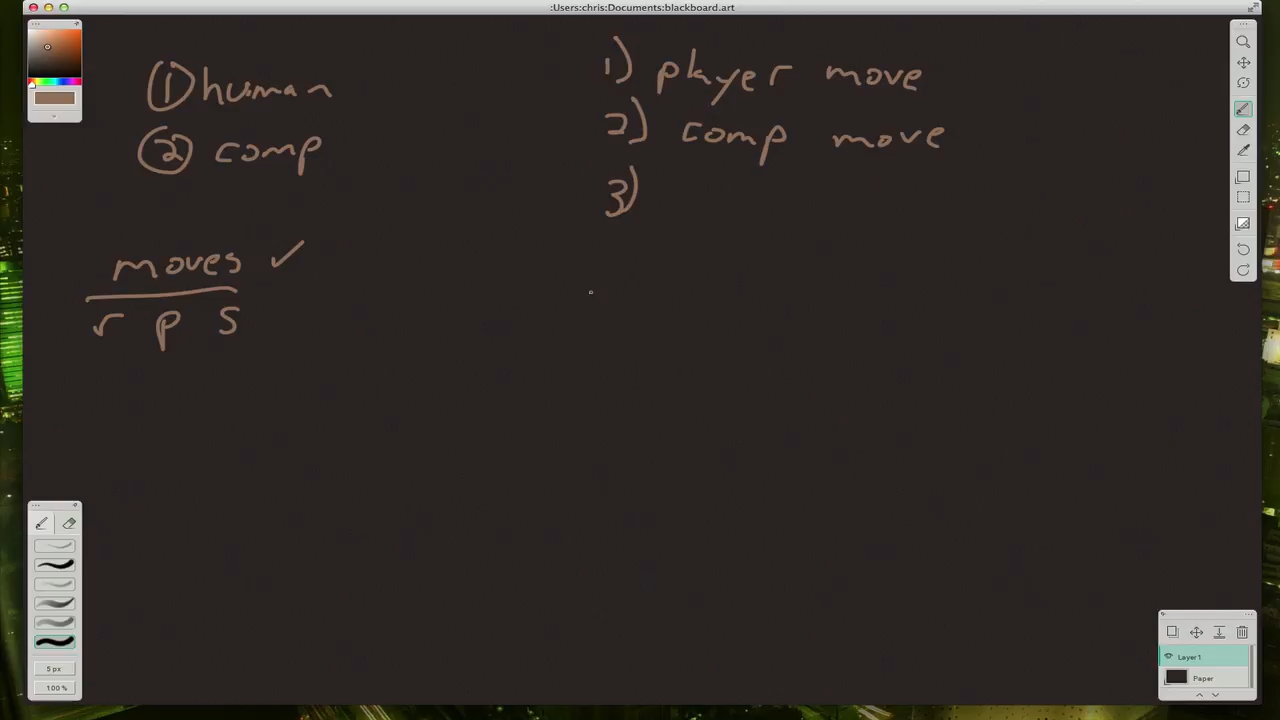 :Users:chris:Documents:blackboard.art
① human
② comp
moves ✓
r p s
1) player move
2) comp move
3)
5 px
100 %
Layer 1
Paper